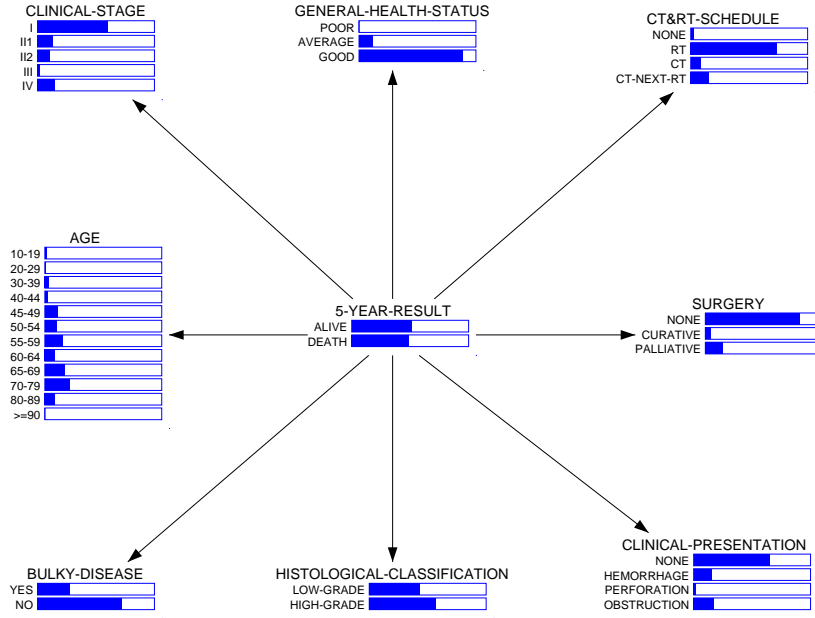 CLINICAL-STAGE
I
II1
II2
III
IV
GENERAL-HEALTH-STATUS
POOR
AVERAGE
GOOD
CT&RT-SCHEDULE
NONE
RT
CT
CT-NEXT-RT
AGE
10-19
20-29
30-39
40-44
45-49
50-54
55-59
60-64
65-69
70-79
80-89
>=90
5-YEAR-RESULT
ALIVE
DEATH
SURGERY
NONE
CURATIVE
PALLIATIVE
BULKY-DISEASE
YES
NO
HISTOLOGICAL-CLASSIFICATION
LOW-GRADE
HIGH-GRADE
CLINICAL-PRESENTATION
NONE
HEMORRHAGE
PERFORATION
OBSTRUCTION